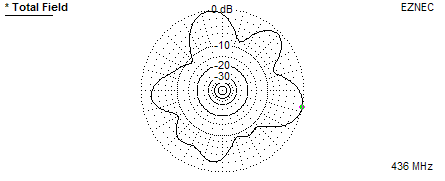 * Total Field
0 dB
EZNEC
-10
-20
-30
436 MHz